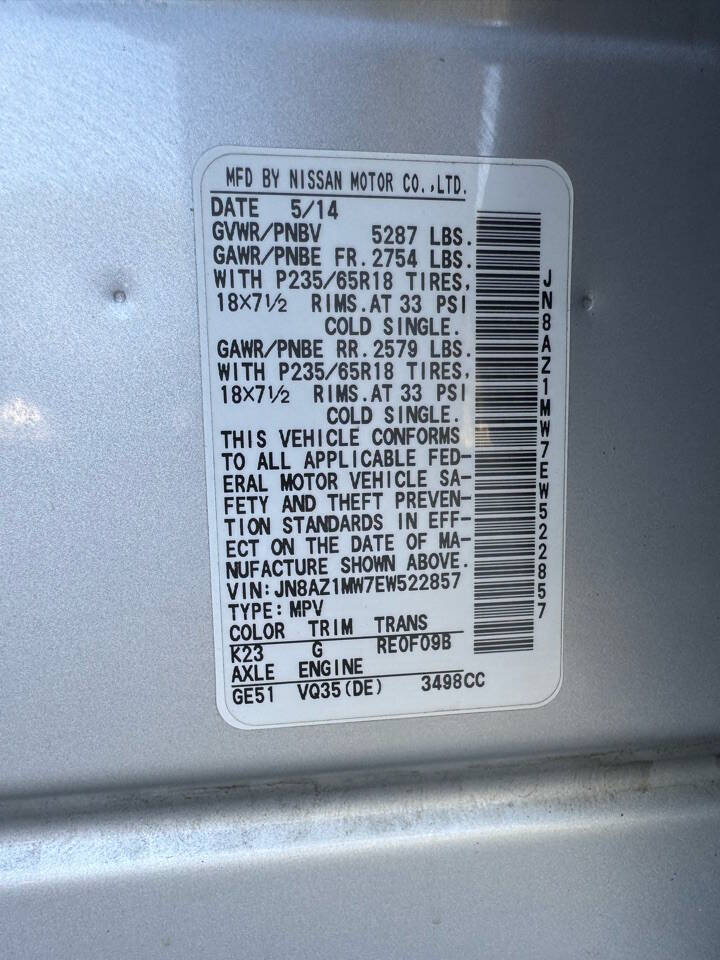 MFD BY NISSAN MOTOR CO.,LTD.
DATE 5/14
GVWR/PNBV 5287 LBS.
GAWR/PNBE FR. 2754 LBS.
WITH P235/65R18 TIRES,
18×7½ RIMS. AT 33 PSI
COLD SINGLE.
GAWR/PNBE RR. 2579 LBS.
WITH P235/65R18 TIRES,
18×7½ RIMS. AT 33 PSI
COLD SINGLE.
THIS VEHICLE CONFORMS
TO ALL APPLICABLE FED-
ERAL MOTOR VEHICLE SA-
FETY AND THEFT PREVEN-
TION STANDARDS IN EFF-
ECT ON THE DATE OF MA-
NUFACTURE SHOWN ABOVE.
VIN: JN8AZ1MW7EW522857
TYPE: MPV
COLOR TRIM TRANS
K23 G RE0F09B
AXLE ENGINE
GE51 VQ35(DE) 3498CC
JN8AZ1MW7EW522857